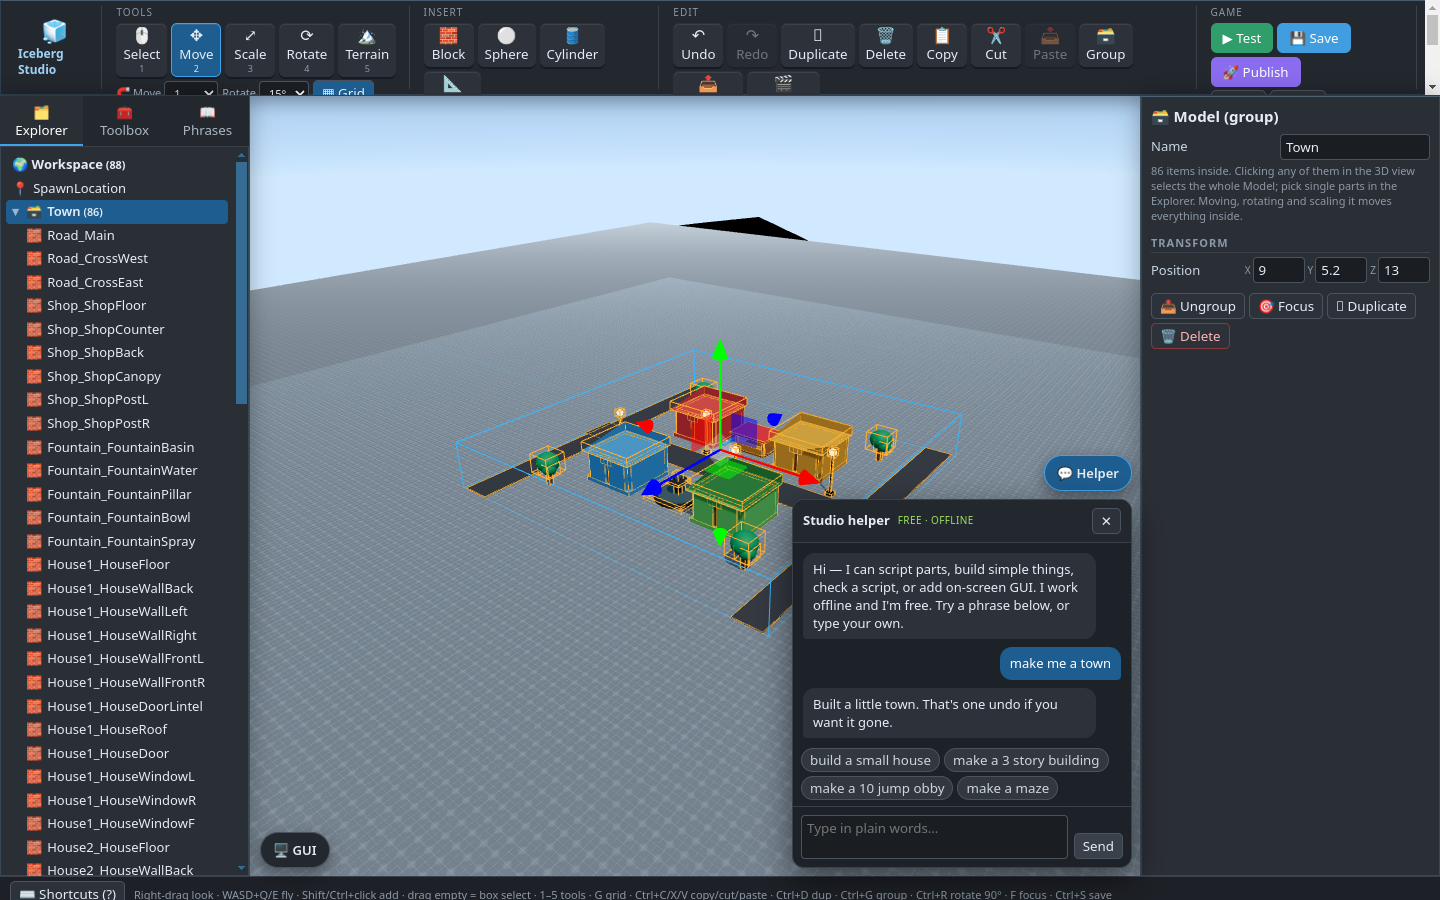 Iceberg
Studio
TOOLS
Select
1
Move
2
Scale
3
Rotate
4
Terrain
5
Move 1 Rotate 15° Grid
INSERT
Block
Sphere
Cylinder
EDIT
Undo
Redo
Duplicate
Delete
Copy
Cut
Paste
Group
GAME
▶ Test
Save
Publish
Explorer
Toolbox
Phrases
Workspace (88)
SpawnLocation
▼ Town (86)
Road_Main
Road_CrossWest
Road_CrossEast
Shop_ShopFloor
Shop_ShopCounter
Shop_ShopBack
Shop_ShopCanopy
Shop_ShopPostL
Shop_ShopPostR
Fountain_FountainBasin
Fountain_FountainWater
Fountain_FountainPillar
Fountain_FountainBowl
Fountain_FountainSpray
House1_HouseFloor
House1_HouseWallBack
House1_HouseWallLeft
House1_HouseWallRight
House1_HouseWallFrontL
House1_HouseWallFrontR
House1_HouseDoorLintel
House1_HouseRoof
House1_HouseDoor
House1_HouseWindowL
House1_HouseWindowR
House1_HouseWindowF
House2_HouseFloor
House2_HouseWallBack
GUI
Helper
Studio helper FREE · OFFLINE
✕
Hi — I can script parts, build simple things,
check a script, or add on-screen GUI. I work
offline and I'm free. Try a phrase below, or
type your own.
make me a town
Built a little town. That's one undo if you
want it gone.
build a small house
make a 3 story building
make a 10 jump obby
make a maze
Type in plain words...
Send
Model (group)
Name Town
86 items inside. Clicking any of them in the 3D view
selects the whole Model; pick single parts in the
Explorer. Moving, rotating and scaling it moves
everything inside.
TRANSFORM
Position X 9 Y 5.2 Z 13
Ungroup
Focus
Duplicate
Delete
Shortcuts (?)
Right-drag look · WASD+Q/E fly · Shift/Ctrl+click add · drag empty = box select · 1–5 tools · G grid · Ctrl+C/X/V copy/cut/paste · Ctrl+D dup · Ctrl+G group · Ctrl+R rotate 90° · F focus · Ctrl+S save